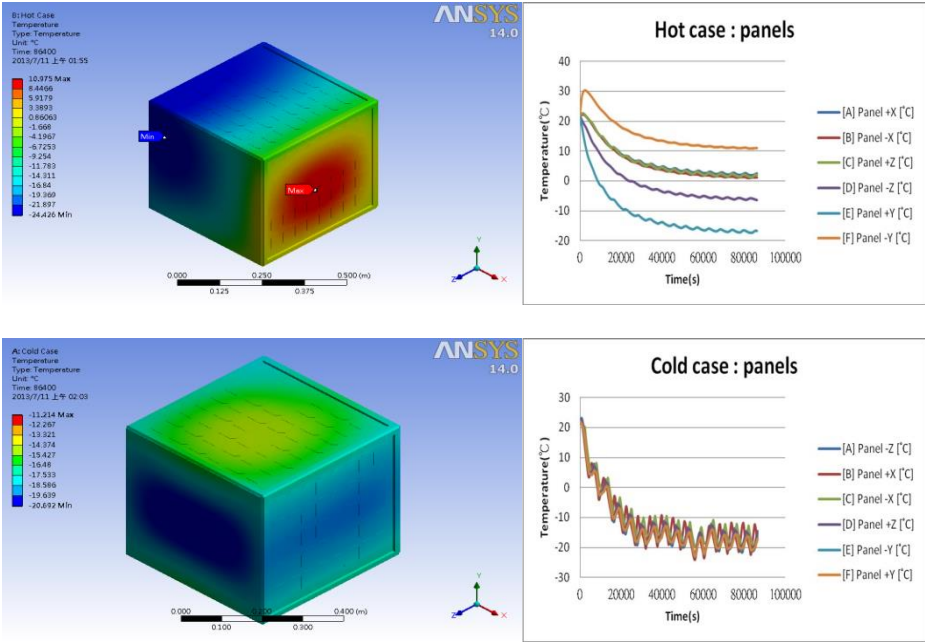 B: Hot Case
Temperature
Type: Temperature
Unit: °C
Time: 86400
2013/7/11 上午 01:55
10.975 Max
8.4466
5.9179
3.3893
0.86063
-1.668
-4.1967
-6.7253
-9.254
-11.783
-14.311
-16.84
-19.369
-21.897
-24.426 Min
Min
Max
ANSYS
14.0
0.000
0.250
0.500 (m)
0.125
0.375
Y
Z
X
Hot case : panels
Temperature(℃)
40
30
20
10
0
-10
-20
0 20000 40000 60000 80000 100000
Time(s)
[A] Panel +X [˚C]
[B] Panel -X [˚C]
[C] Panel +Z [˚C]
[D] Panel -Z [˚C]
[E] Panel +Y [˚C]
[F] Panel -Y [˚C]
A: Cold Case
Temperature
Type: Temperature
Unit: °C
Time: 86400
2013/7/11 上午 02:03
-11.214 Max
-12.267
-13.321
-14.374
-15.427
-16.48
-17.533
-18.586
-19.639
-20.692 Min
ANSYS
14.0
0.000
0.200
0.400 (m)
0.100
0.300
Y
Z
X
Cold case : panels
Temperature(℃)
30
20
10
0
-10
-20
-30
0 20000 40000 60000 80000 100000
Time(s)
[A] Panel -Z [˚C]
[B] Panel +X [˚C]
[C] Panel -X [˚C]
[D] Panel +Z [˚C]
[E] Panel -Y [˚C]
[F] Panel +Y [˚C]